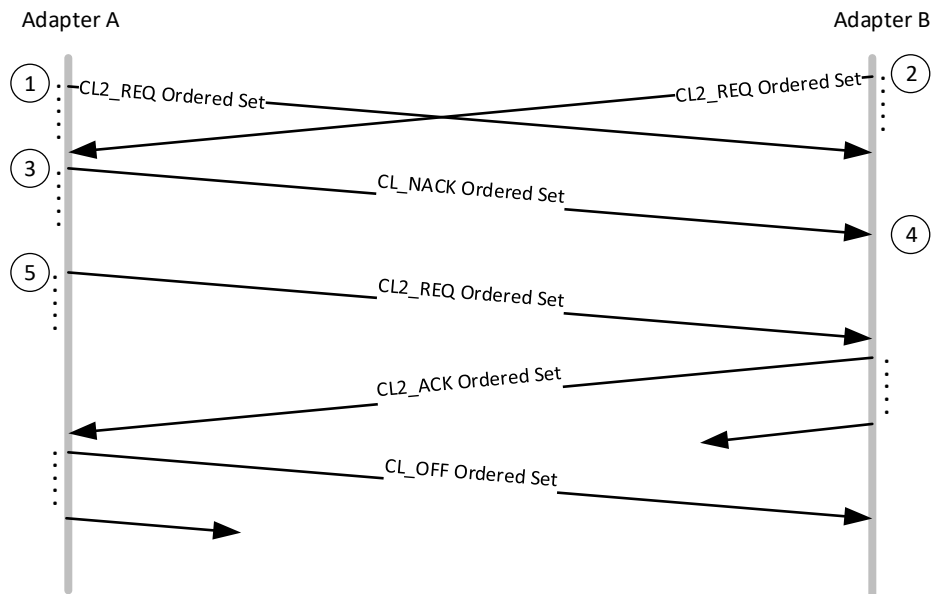 Adapter A
Adapter B
1
CL2_REQ Ordered Set
CL2_REQ Ordered Set
2
3
CL_NACK Ordered Set
4
5
CL2_REQ Ordered Set
CL2_ACK Ordered Set
CL_OFF Ordered Set